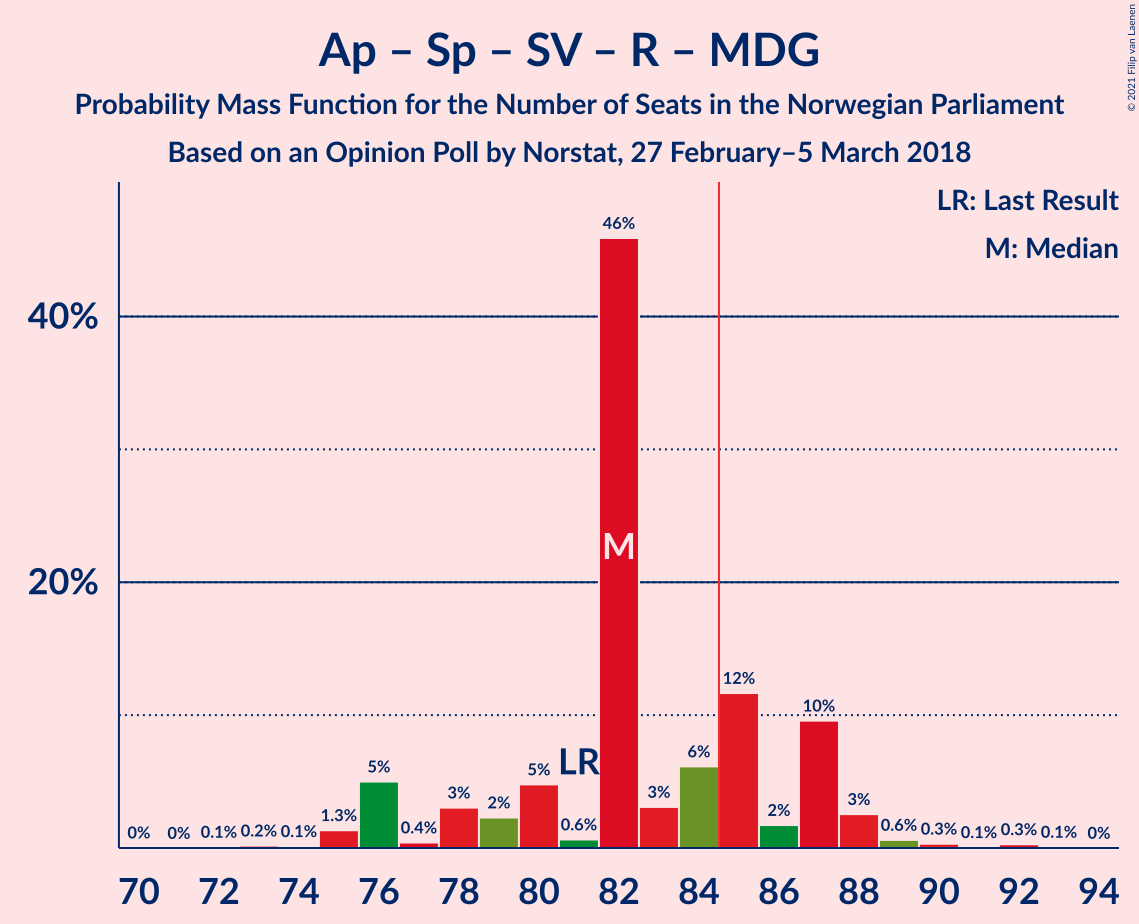 Ap – Sp – SV – R – MDG
Probability Mass Function for the Number of Seats in the Norwegian Parliament
Based on an Opinion Poll by Norstat, 27 February–5 March 2018
© 2021 Filip van Laenen
LR: Last Result
M: Median
40%
20%
0% 0% 0.1% 0.2% 0.1% 1.3% 5% 0.4% 3% 2% 5% 0.6% 46% 3% 6% 12% 2% 10% 3% 0.6% 0.3% 0.1% 0.3% 0.1% 0%
LR
M
70 72 74 76 78 80 82 84 86 88 90 92 94